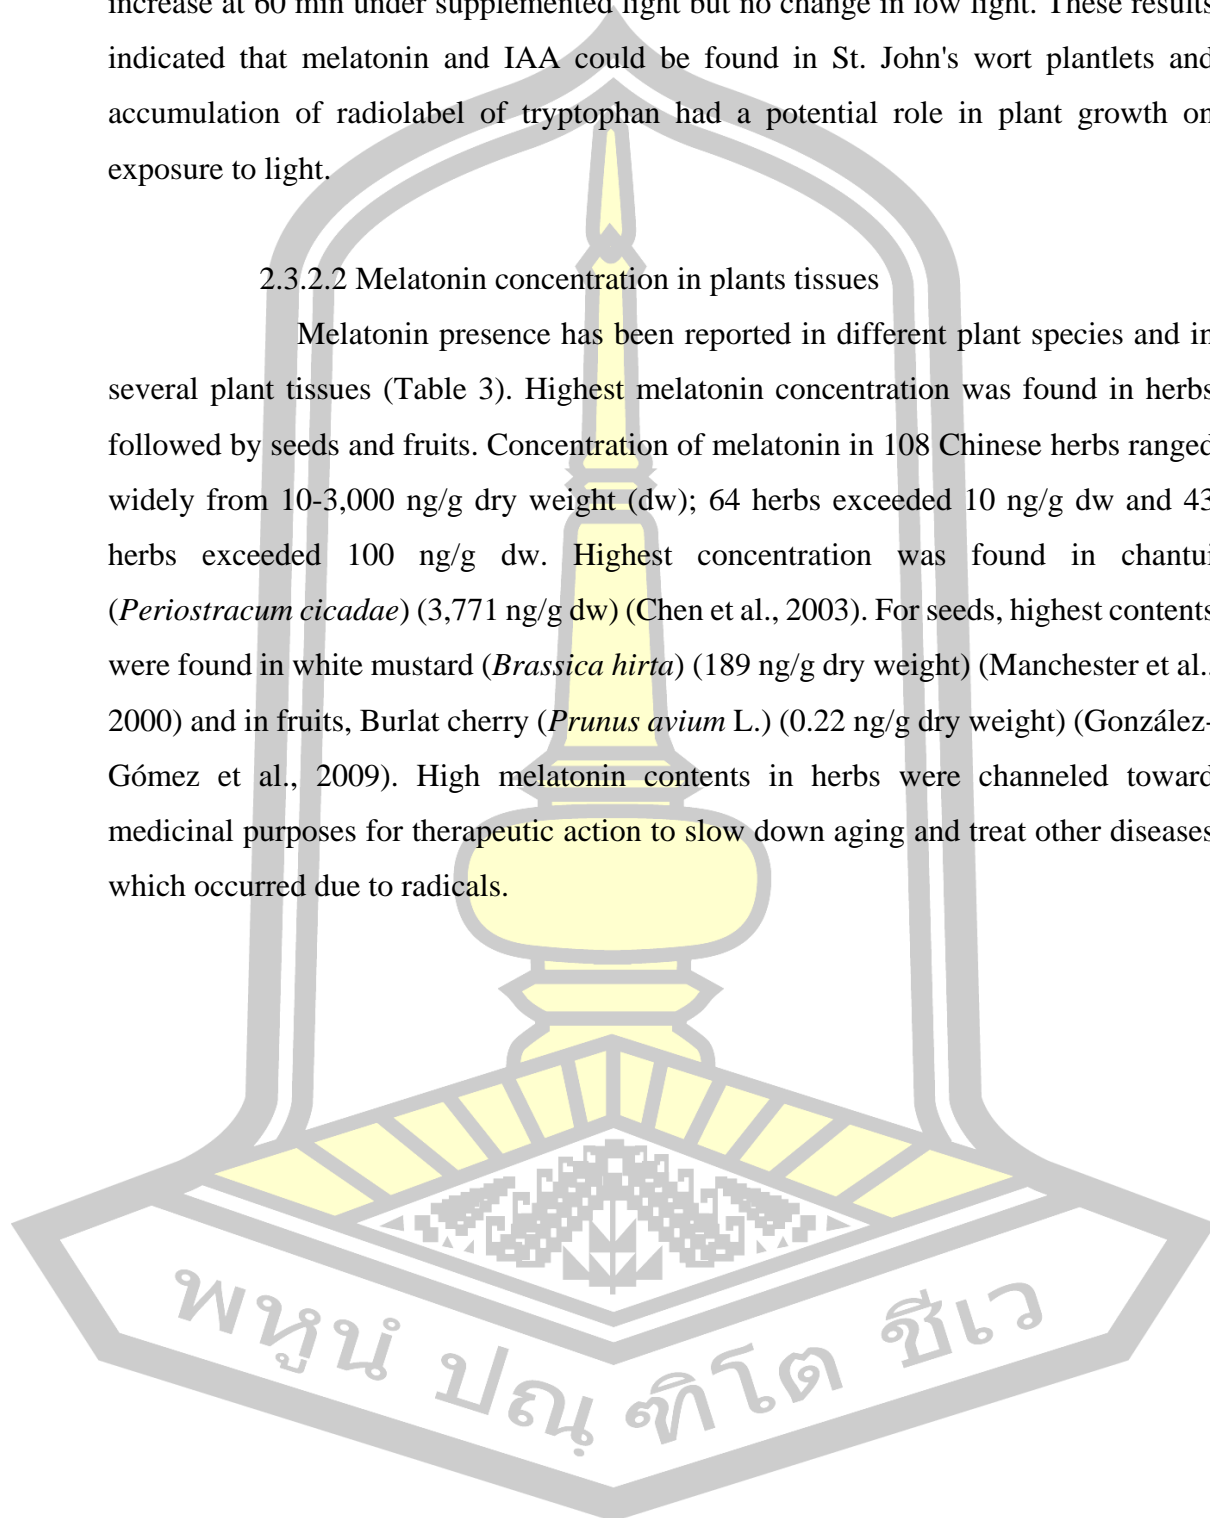 increase at 60 min under supplemented light but no change in low light. These results
indicated that melatonin and IAA could be found in St. John's wort plantlets and
accumulation of radiolabel of tryptophan had a potential role in plant growth on
exposure to light.
2.3.2.2 Melatonin concentration in plants tissues
Melatonin presence has been reported in different plant species and in
several plant tissues (Table 3). Highest melatonin concentration was found in herbs
followed by seeds and fruits. Concentration of melatonin in 108 Chinese herbs ranged
widely from 10-3,000 ng/g dry weight (dw); 64 herbs exceeded 10 ng/g dw and 43
herbs exceeded 100 ng/g dw. Highest concentration was found in chantui
(Periostracum cicadae) (3,771 ng/g dw) (Chen et al., 2003). For seeds, highest contents
were found in white mustard (Brassica hirta) (189 ng/g dry weight) (Manchester et al.,
2000) and in fruits, Burlat cherry (Prunus avium L.) (0.22 ng/g dry weight) (González-
Gómez et al., 2009). High melatonin contents in herbs were channeled toward
medicinal purposes for therapeutic action to slow down aging and treat other diseases
which occurred due to radicals.
พหูนํ ปณฺ ฑิโต ชีเว